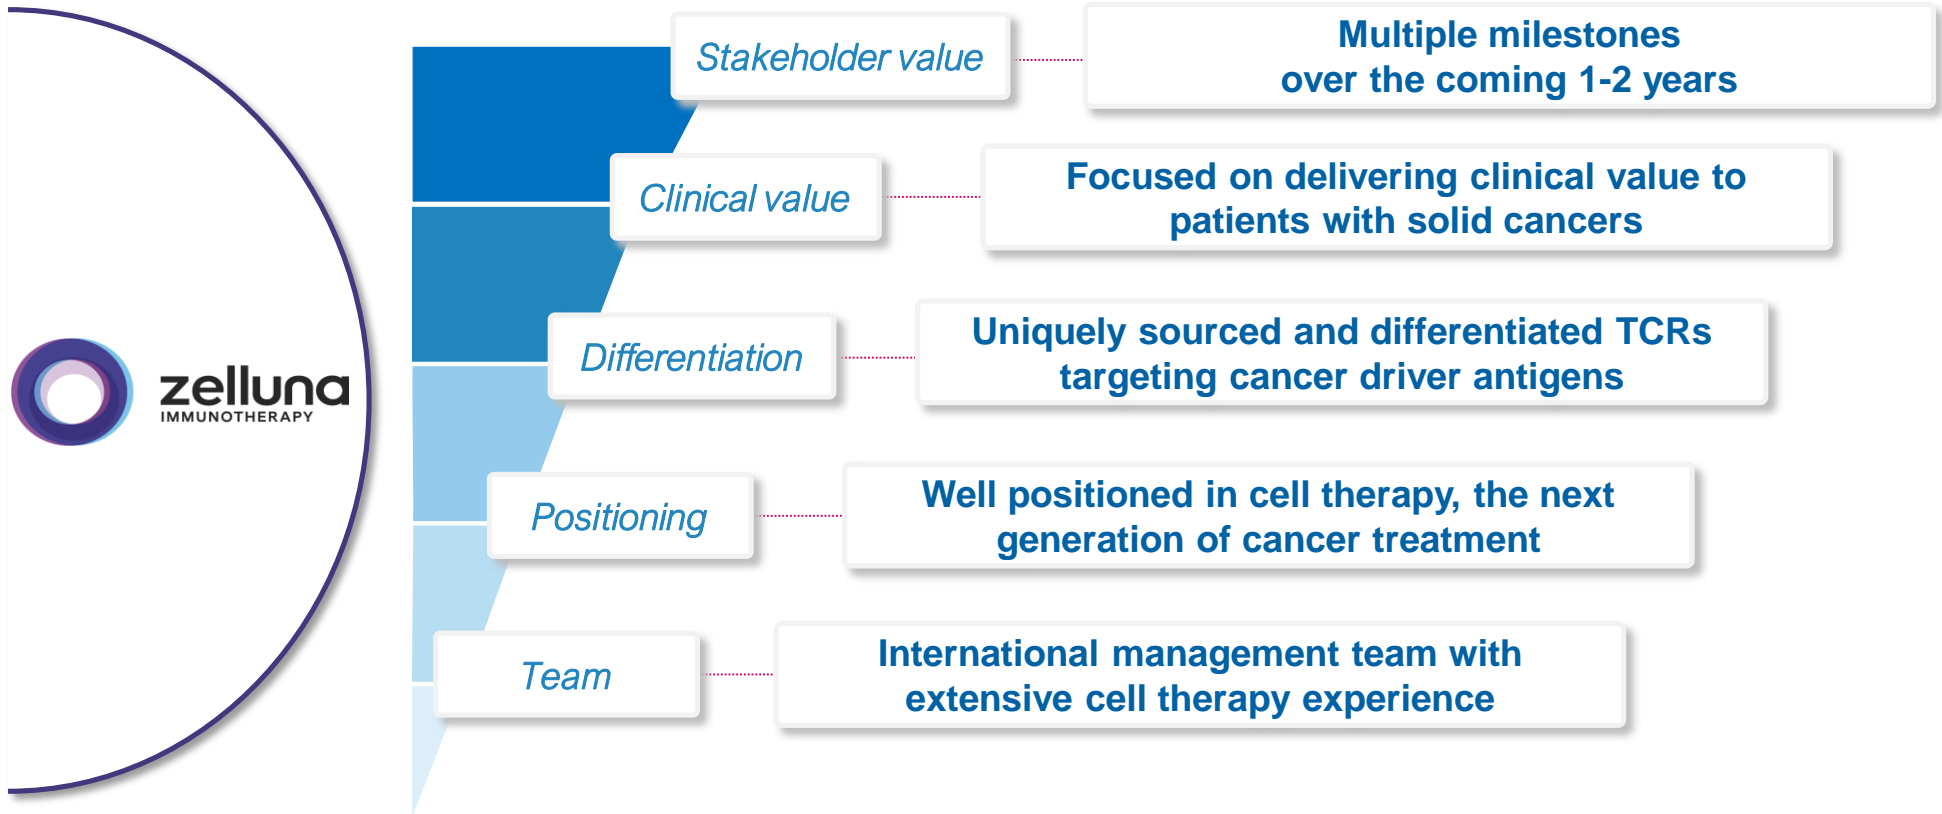 zelluna
IMMUNOTHERAPY
Stakeholder value
Multiple milestones
over the coming 1-2 years
Clinical value
Focused on delivering clinical value to
patients with solid cancers
Differentiation
Uniquely sourced and differentiated TCRs
targeting cancer driver antigens
Positioning
Well positioned in cell therapy, the next
generation of cancer treatment
Team
International management team with
extensive cell therapy experience